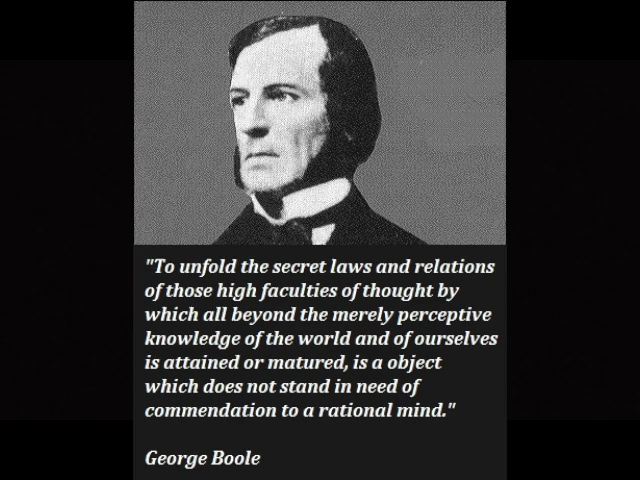 "To unfold the secret laws and relations
of those high faculties of thought by
which all beyond the merely perceptive
knowledge of the world and of ourselves
is attained or matured, is a object
which does not stand in need of
commendation to a rational mind."
George Boole